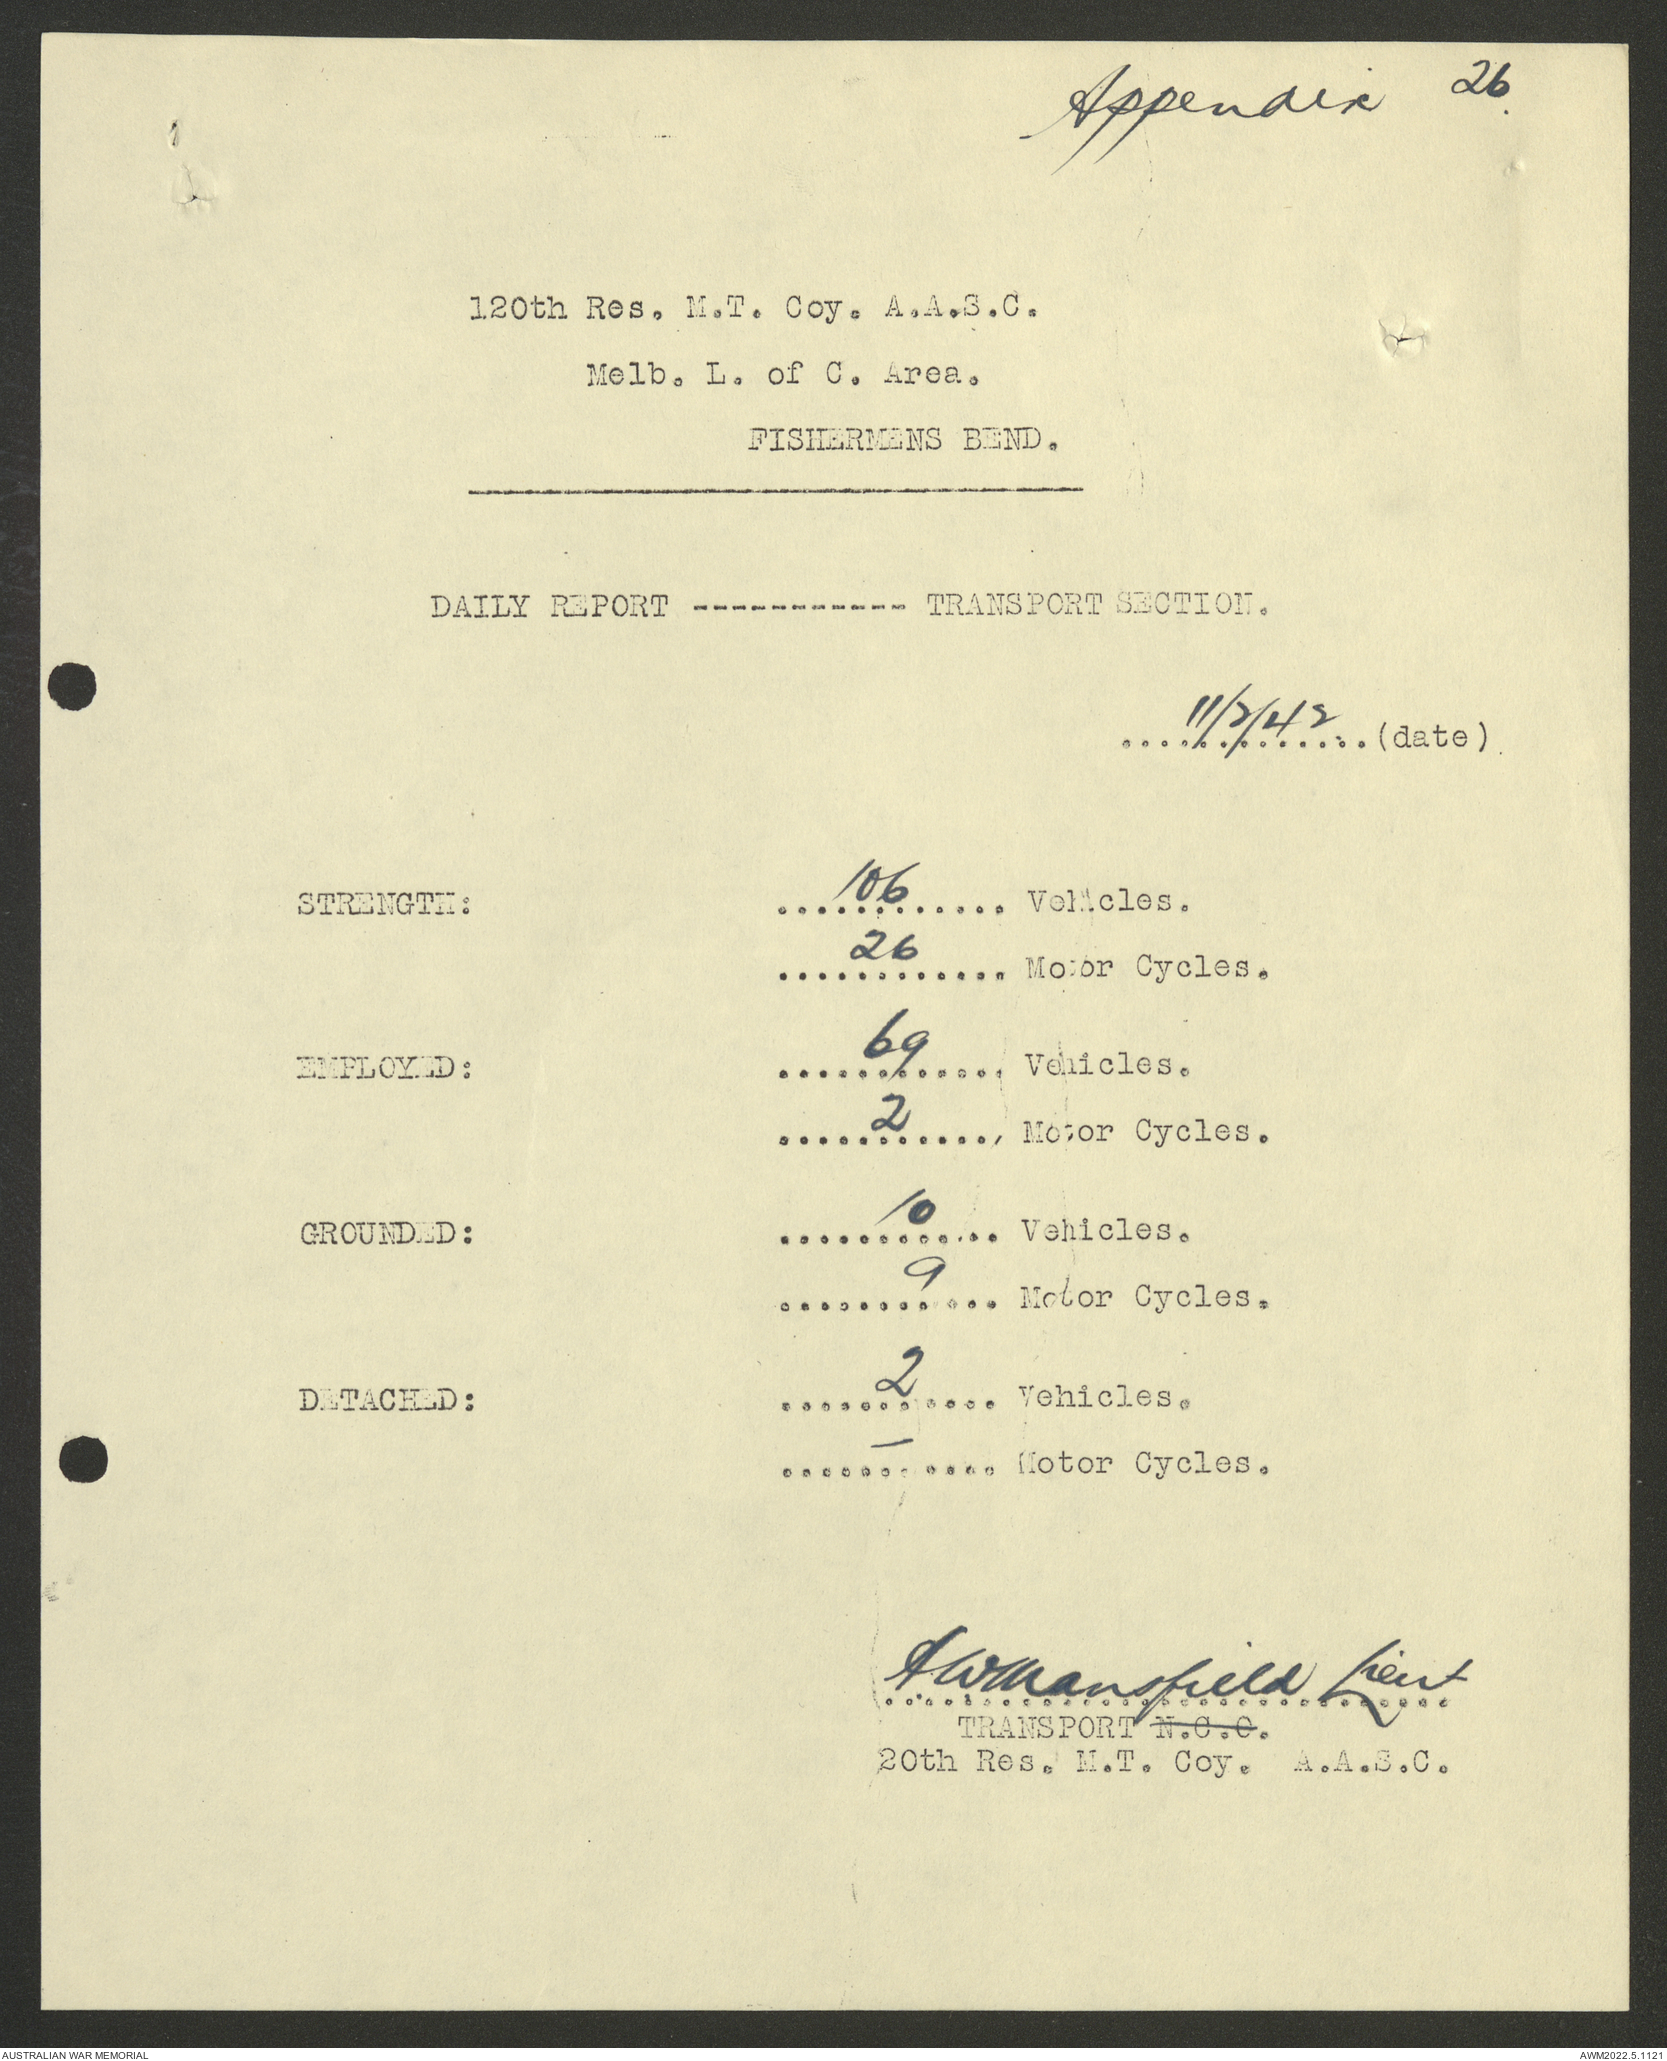 Appendix 26.
120th Res. M.T. Coy. A.A.S.C.
Melb. L. of C. Area.
FISHERMENS BEND.
DAILY REPORT ----------- TRANSPORT SECTION.
11/2/42 (date)
STRENGTH: 106 Vehicles.
26 Motor Cycles.
EMPLOYED: 69 Vehicles.
2 Motor Cycles.
GROUNDED: 10 Vehicles.
9 Motor Cycles.
DETACHED: 2 Vehicles.
- Motor Cycles.
AWMansfield Lieut
TRANSPORT N.C.O.
20th Res. M.T. Coy. A.A.S.C.
AUSTRALIAN WAR MEMORIAL AWM2022.5.1121